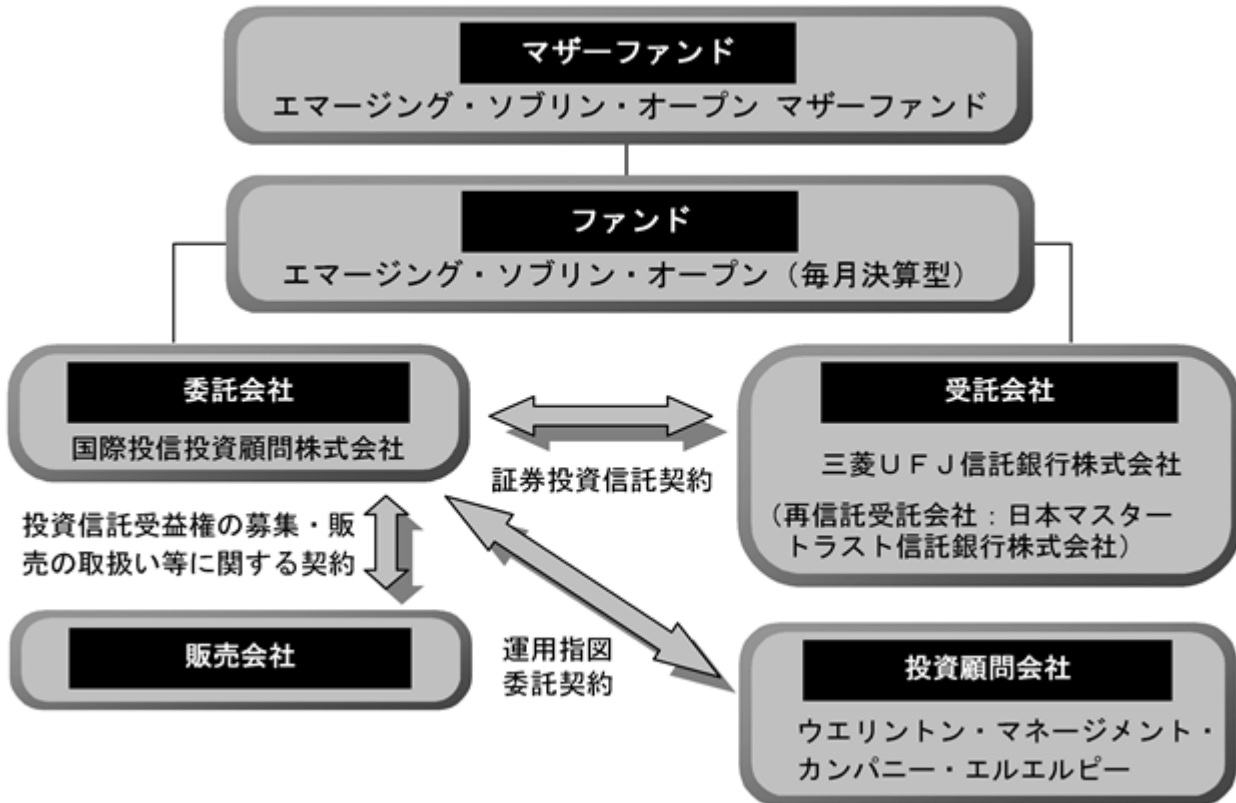 マザーファンド
エマージング・ソブリン・オープン マザーファンド
ファンド
エマージング・ソブリン・オープン（毎月決算型）
委託会社
国際投信投資顧問株式会社
証券投資信託契約
受託会社
三菱ＵＦＪ信託銀行株式会社
（再信託受託会社：日本マスター
トラスト信託銀行株式会社）
投資信託受益権の募集・販
売の取扱い等に関する契約
販売会社
運用指図
委託契約
投資顧問会社
ウエリントン・マネージメント・
カンパニー・エルエルピー